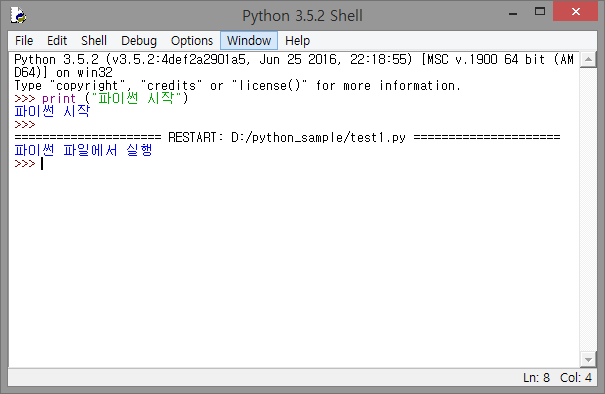 Python 3.5.2 Shell
File Edit Shell Debug Options Window Help
Python 3.5.2 (v3.5.2:4def2a2901a5, Jun 25 2016, 22:18:55) [MSC v.1900 64 bit (AM
D64)] on win32
Type "copyright", "credits" or "license()" for more information.
>>> print ("파이썬 시작")
파이썬 시작
>>>
===================== RESTART: D:/python_sample/test1.py =====================
파이썬 파일에서 실행
>>>
Ln: 8 Col: 4